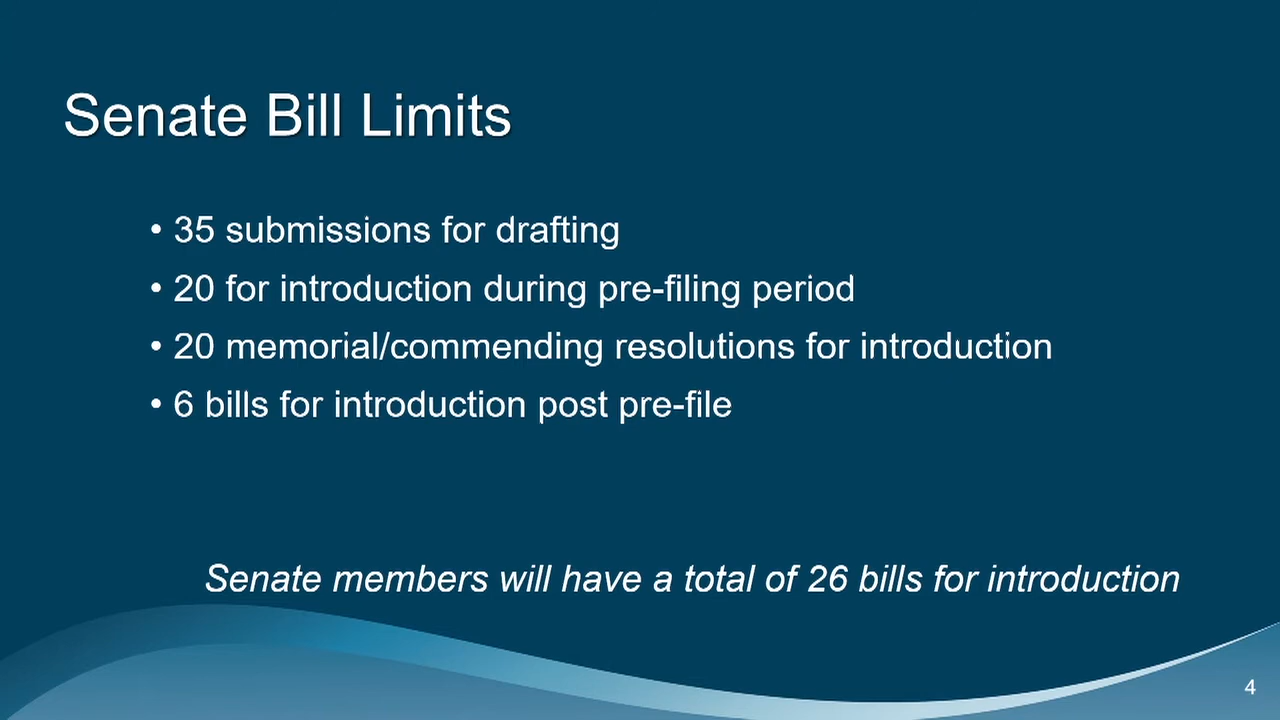 Senate Bill Limits
• 35 submissions for drafting
• 20 for introduction during pre-filing period
• 20 memorial/commending resolutions for introduction
• 6 bills for introduction post pre-file
Senate members will have a total of 26 bills for introduction
4